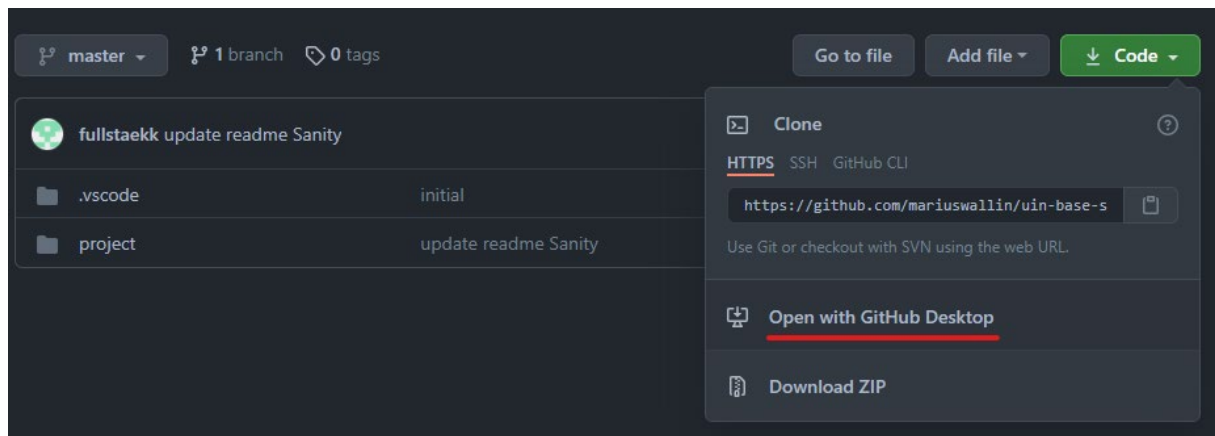 master
1 branch
0 tags
Go to file
Add file
Code
fullstaekk update readme Sanity
.vscode initial
project update readme Sanity
Clone
HTTPS SSH GitHub CLI
https://github.com/mariuswallin/uin-base-s
Use Git or checkout with SVN using the web URL.
Open with GitHub Desktop
Download ZIP